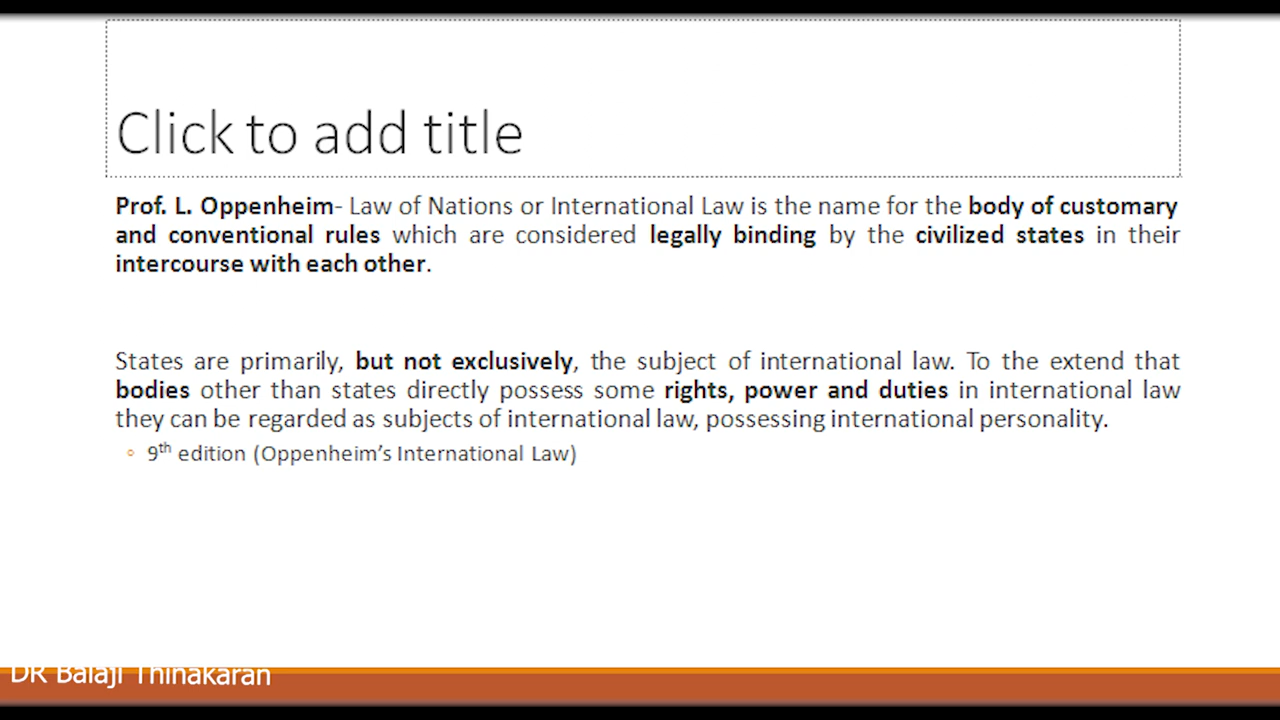 Click to add title
Prof. L. Oppenheim- Law of Nations or International Law is the name for the body of customary
and conventional rules which are considered legally binding by the civilized states in their
intercourse with each other.
States are primarily, but not exclusively, the subject of international law. To the extend that
bodies other than states directly possess some rights, power and duties in international law
they can be regarded as subjects of international law, possessing international personality.
◦ 9th edition (Oppenheim’s International Law)
DR Balaji Thinakaran